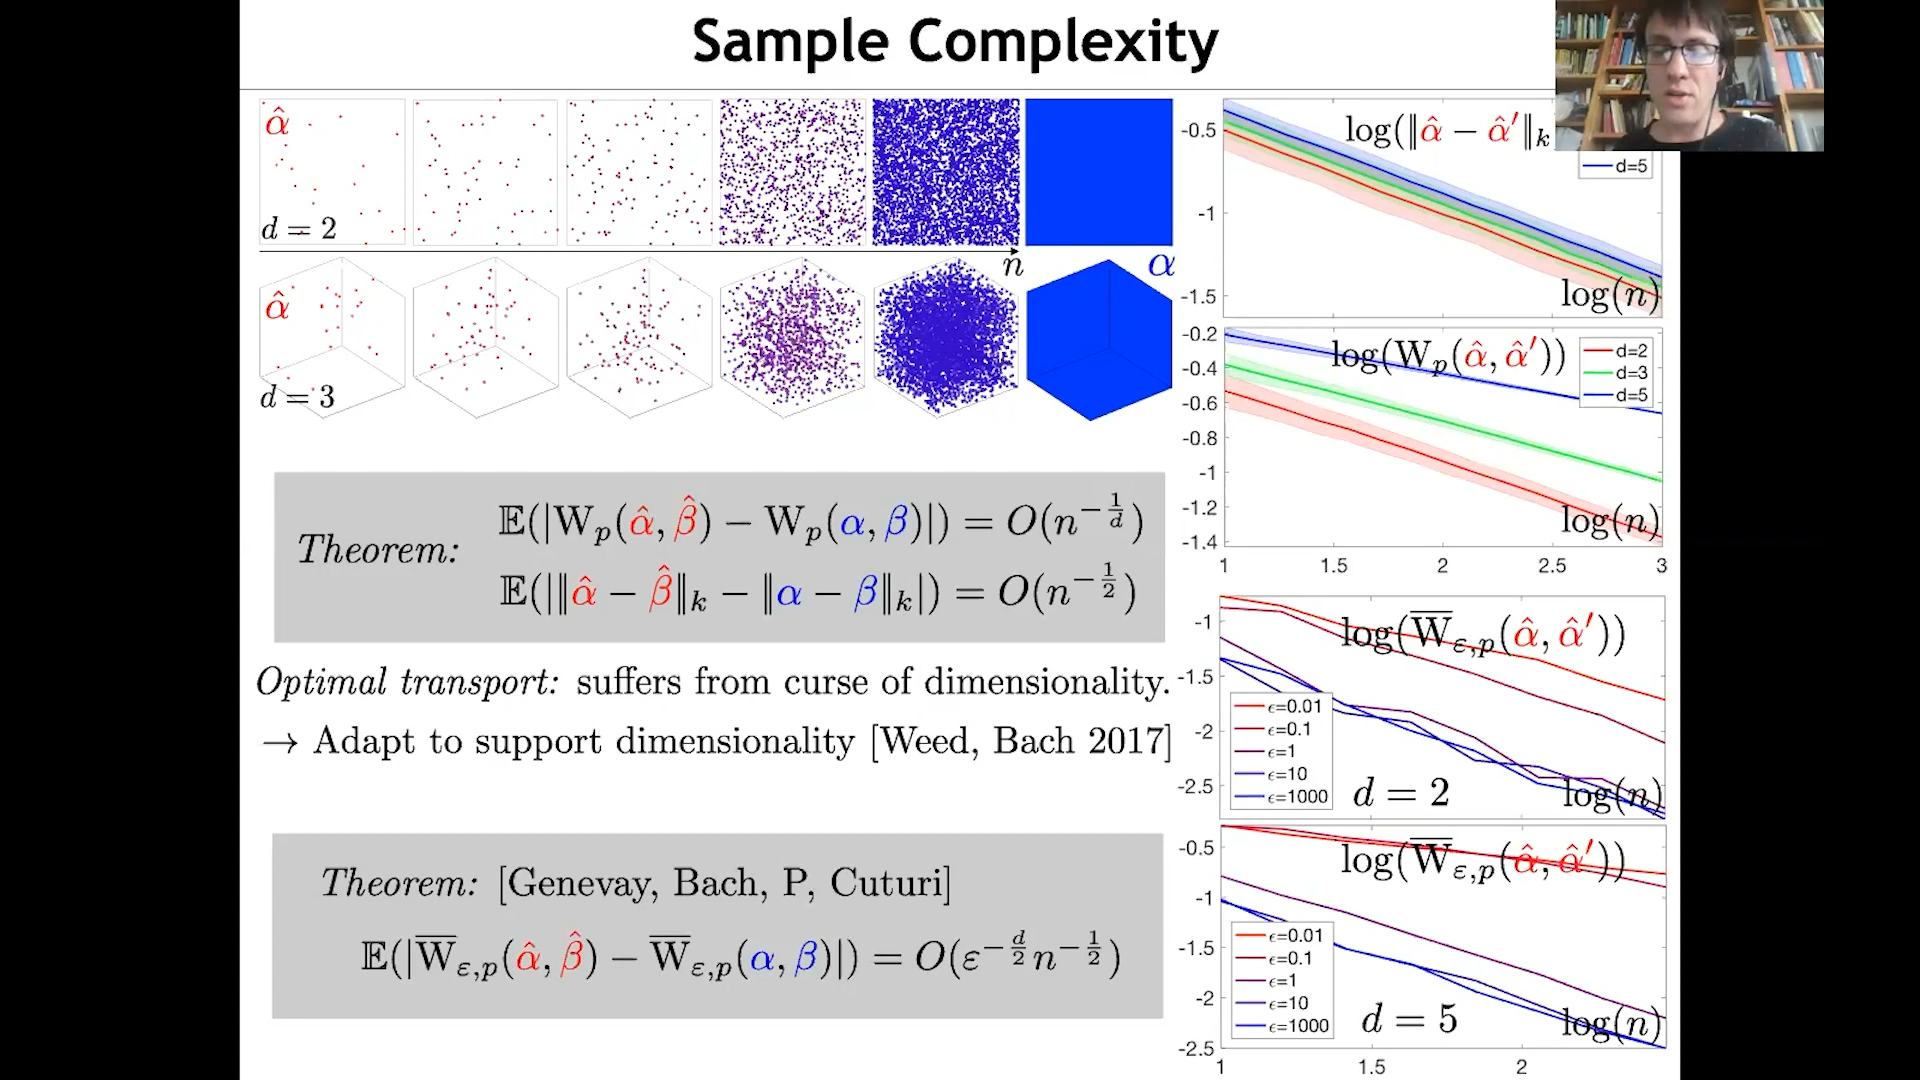 Sample Complexity
α̂
d = 2
n
α
α̂
d = 3
Theorem:
𝔼(|W_p(α̂, β̂) − W_p(α, β)|) = O(n^{−1/d})
𝔼(|‖α̂ − β̂‖_k − ‖α − β‖_k|) = O(n^{−1/2})
Optimal transport: suffers from curse of dimensionality.
→ Adapt to support dimensionality [Weed, Bach 2017]
Theorem: [Genevay, Bach, P, Cuturi]
𝔼(|W̅_{ε,p}(α̂, β̂) − W̅_{ε,p}(α, β)|) = O(ε^{−d/2} n^{−1/2})
log(‖α̂ − α̂′‖_k
d=5
-0.5
-1
-1.5
log(n)
log(W_p(α̂, α̂′))
d=2
d=3
d=5
-0.2
-0.4
-0.6
-0.8
-1
-1.2
-1.4
log(n)
1 1.5 2 2.5 3
log(W̅_{ε,p}(α̂, α̂′))
-1
-1.5
-2
-2.5
ϵ=0.01
ϵ=0.1
ϵ=1
ϵ=10
ϵ=1000
d = 2
log(n)
log(W̅_{ε,p}(α̂, α̂′))
-0.5
-1
-1.5
-2
-2.5
ϵ=0.01
ϵ=0.1
ϵ=1
ϵ=10
ϵ=1000
d = 5
log(n)
1 1.5 2